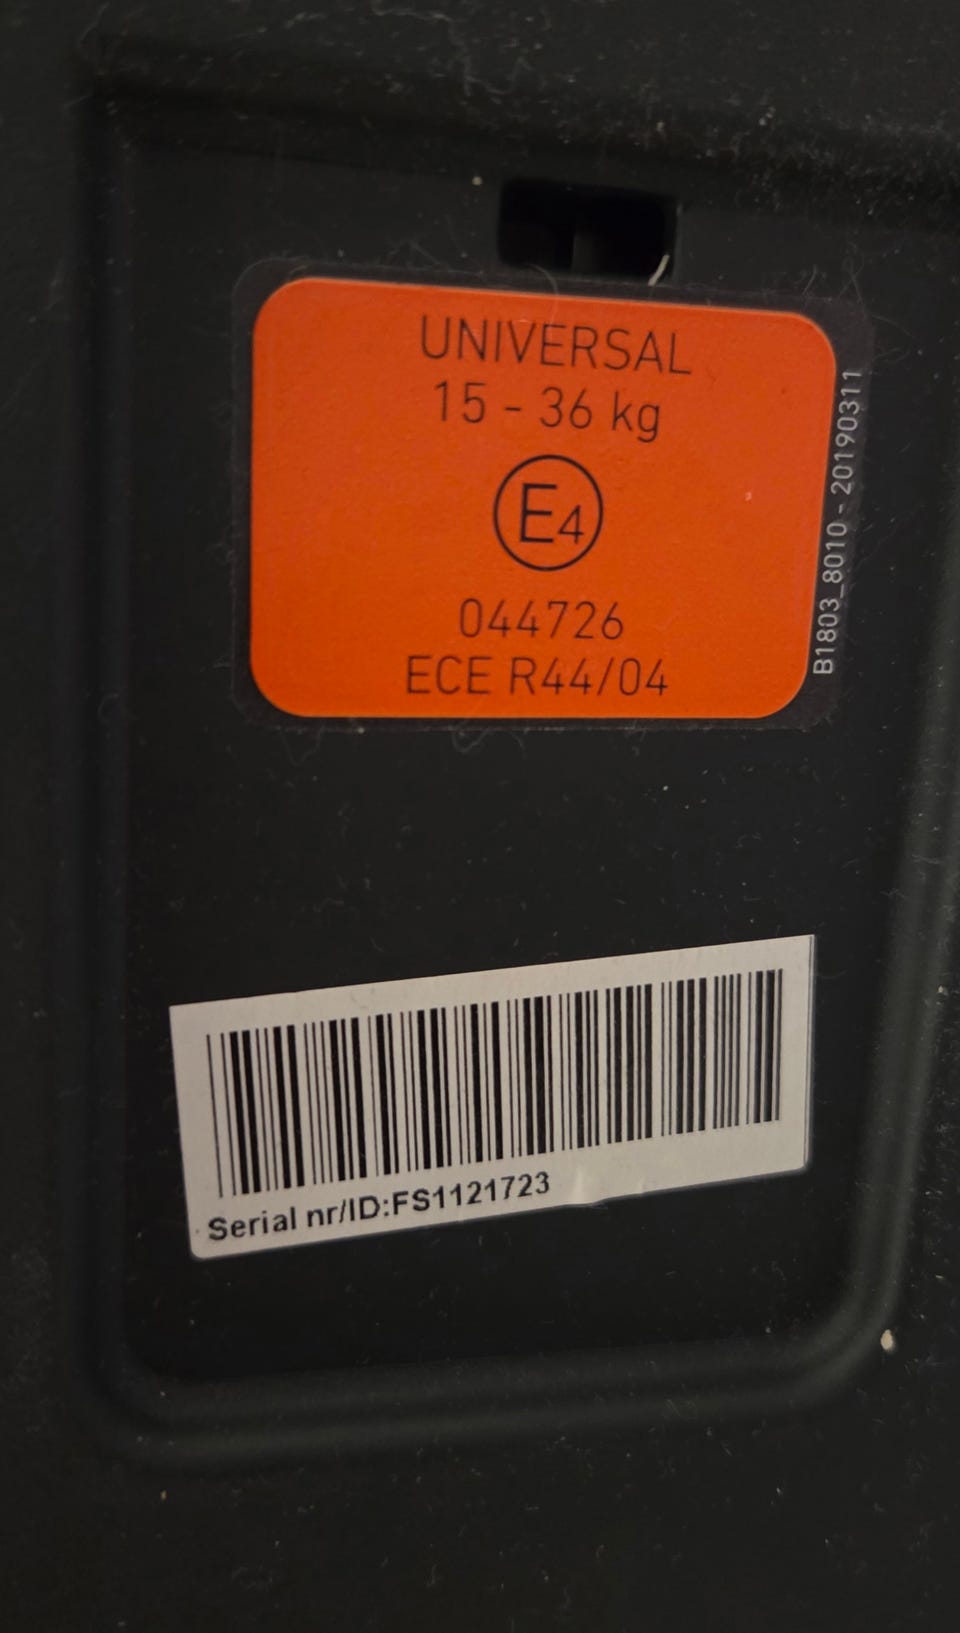 UNIVERSAL
15 - 36 kg
E4
044726
ECE R44/04
B1803_8010 - 20190311
Serial nr/ID:FS1121723